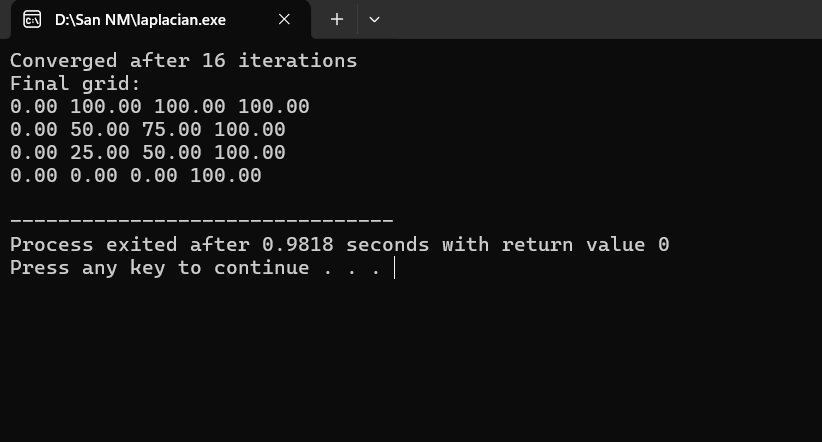 D:\San NM\laplacian.exe
Converged after 16 iterations
Final grid:
0.00 100.00 100.00 100.00
0.00 50.00 75.00 100.00
0.00 25.00 50.00 100.00
0.00 0.00 0.00 100.00
--------------------------------
Process exited after 0.9818 seconds with return value 0
Press any key to continue . . .